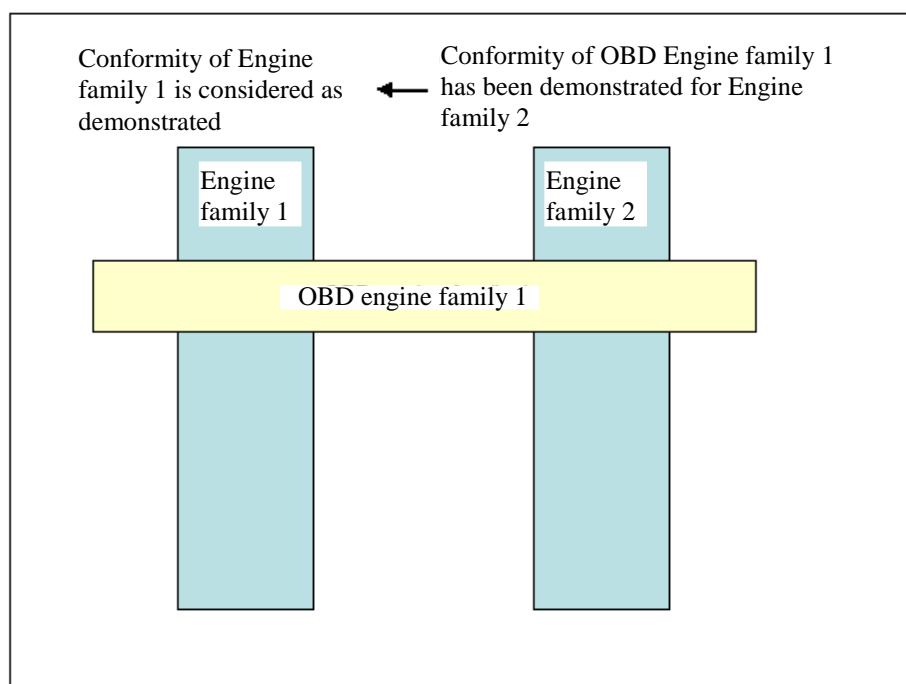 Conformity of Engine
family 1 is considered as
demonstrated
Conformity of OBD Engine family 1
has been demonstrated for Engine
family 2
Engine
family 1
Engine
family 2
OBD engine family 1